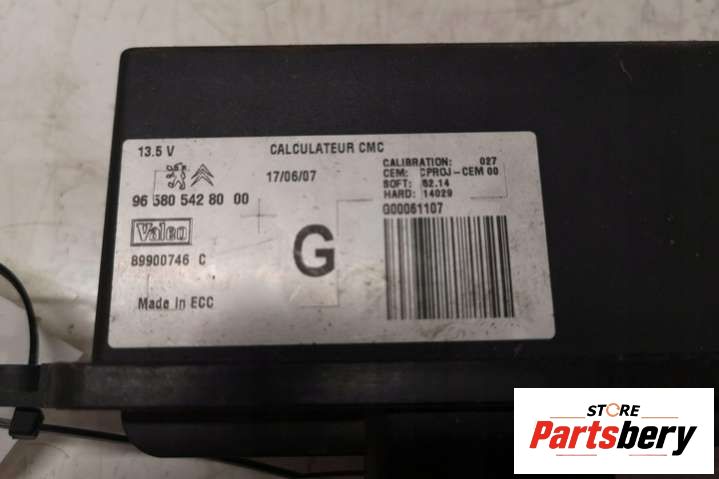 13.5 V
CALCULATEUR CMC
17/06/07
96 580 542 80 00
Valeo
89900746 C
Made in ECC
G
CALIBRATION: 027
CEM: CPROJ-CEM 00
SOFT: 52.14
HARD: 14029
G00061107
STORE
Partsbery